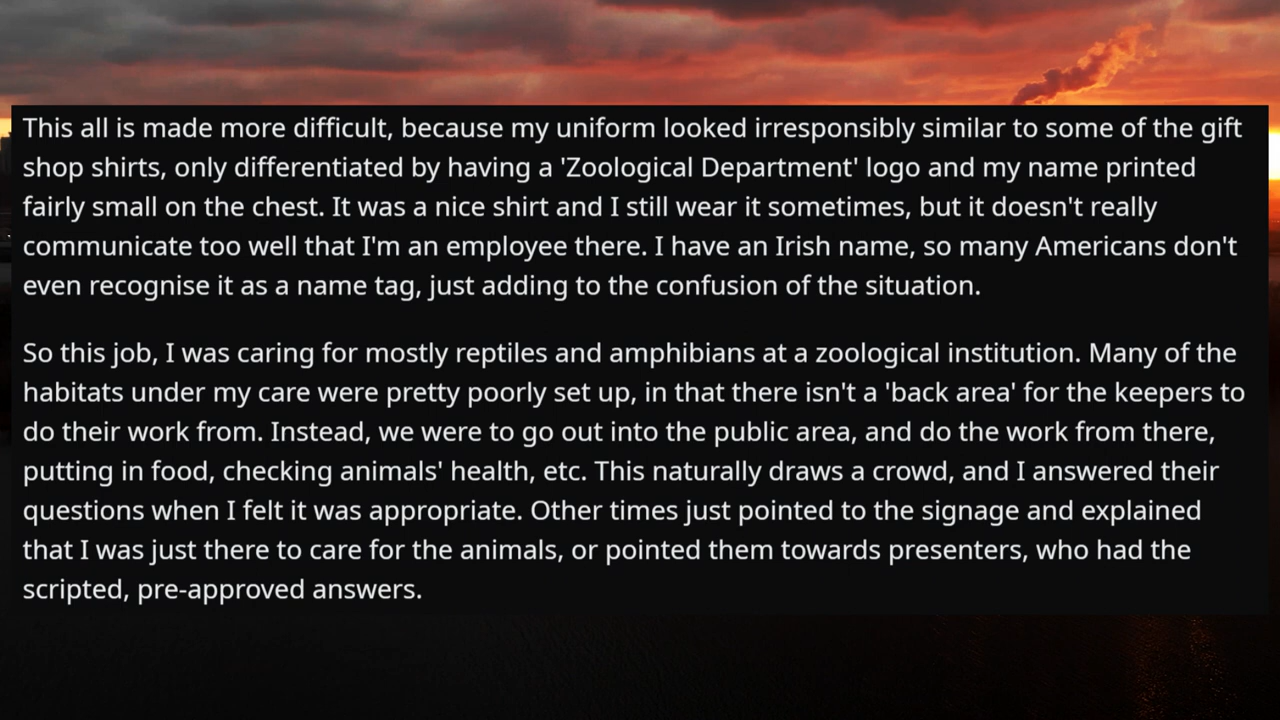 This all is made more difficult, because my uniform looked irresponsibly similar to some of the gift
shop shirts, only differentiated by having a 'Zoological Department' logo and my name printed
fairly small on the chest. It was a nice shirt and I still wear it sometimes, but it doesn't really
communicate too well that I'm an employee there. I have an Irish name, so many Americans don't
even recognise it as a name tag, just adding to the confusion of the situation.
So this job, I was caring for mostly reptiles and amphibians at a zoological institution. Many of the
habitats under my care were pretty poorly set up, in that there isn't a 'back area' for the keepers to
do their work from. Instead, we were to go out into the public area, and do the work from there,
putting in food, checking animals' health, etc. This naturally draws a crowd, and I answered their
questions when I felt it was appropriate. Other times just pointed to the signage and explained
that I was just there to care for the animals, or pointed them towards presenters, who had the
scripted, pre-approved answers.